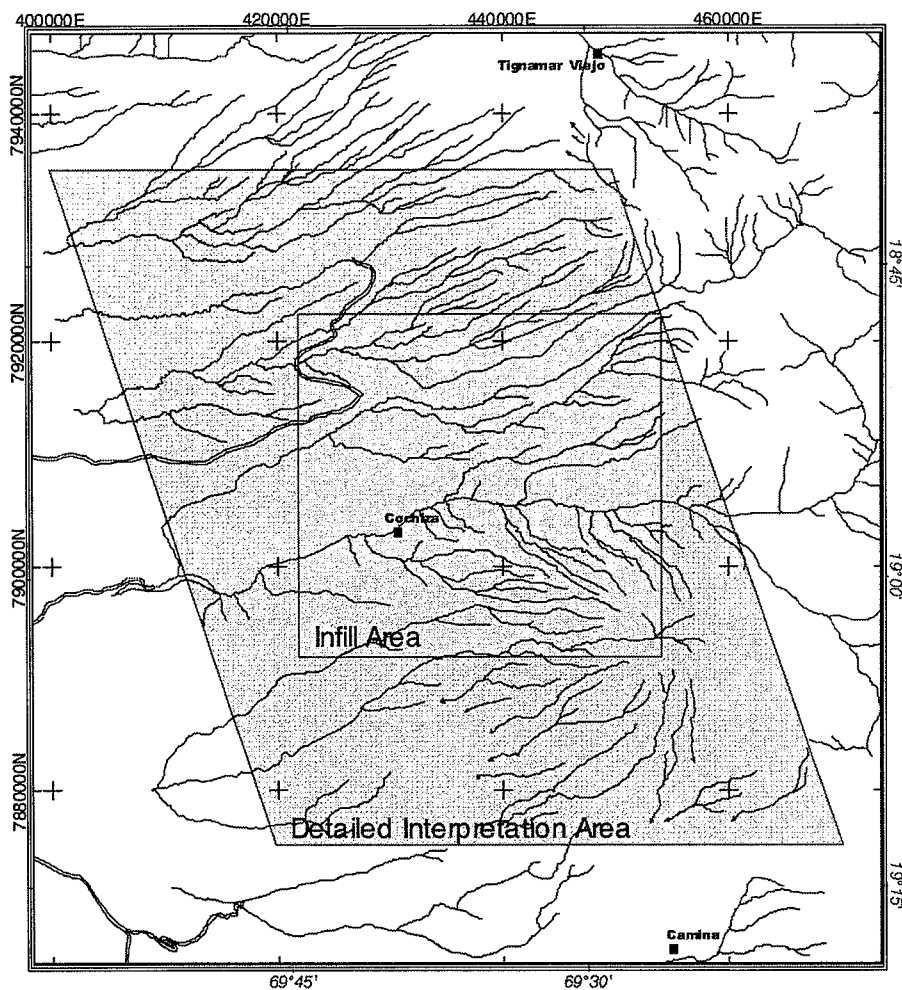 400000E 420000E 440000E 460000E
Tignamar Viejo
7940000N
18°45'
7920000N
Cochiza
7900000N
19°00'
Infill Area
7880000N
Detailed Interpretation Area
19°15'
Camina
69°45' 69°30'